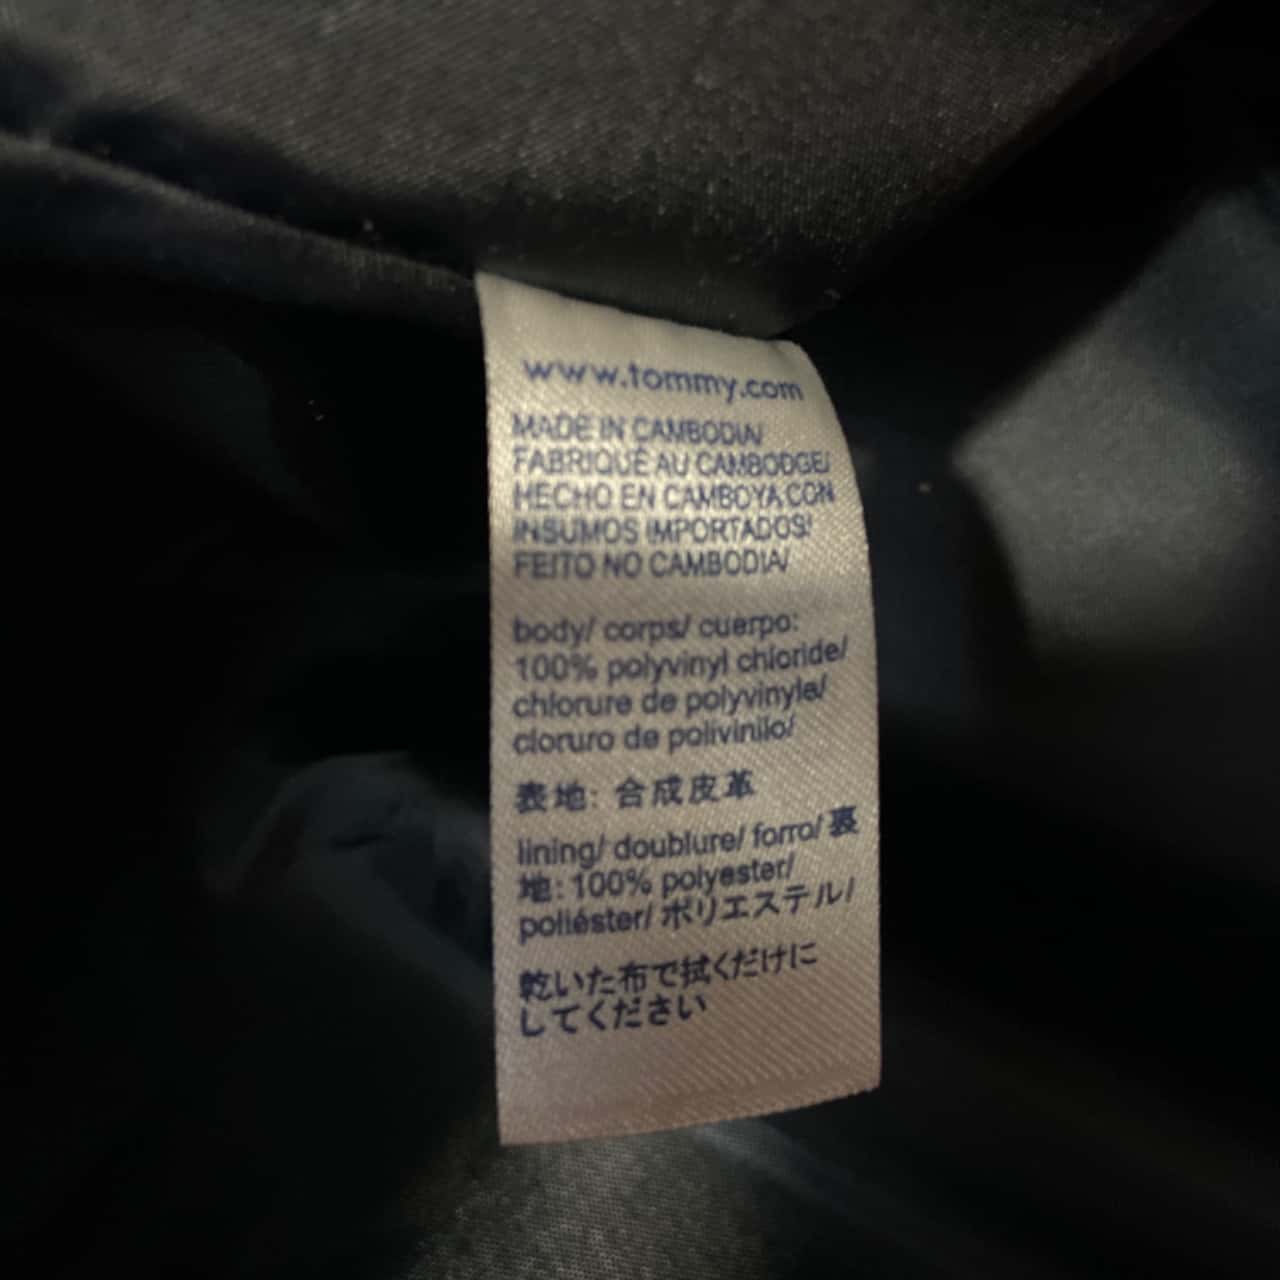 www.tommy.com
MADE IN CAMBODIA/
FABRIQUÉ AU CAMBODGE/
HECHO EN CAMBOYA CON
INSUMOS IMPORTADOS/
FEITO NO CAMBODIA/
body/ corps/ cuerpo:
100% polyvinyl chloride/
chlorure de polyvinyle/
cloruro de polivinilo/
表地: 合成皮革
lining/ doublure/ forro/ 裏
地: 100% polyester/
poliéster/ ポリエステル/
乾いた布で拭くだけに
してください